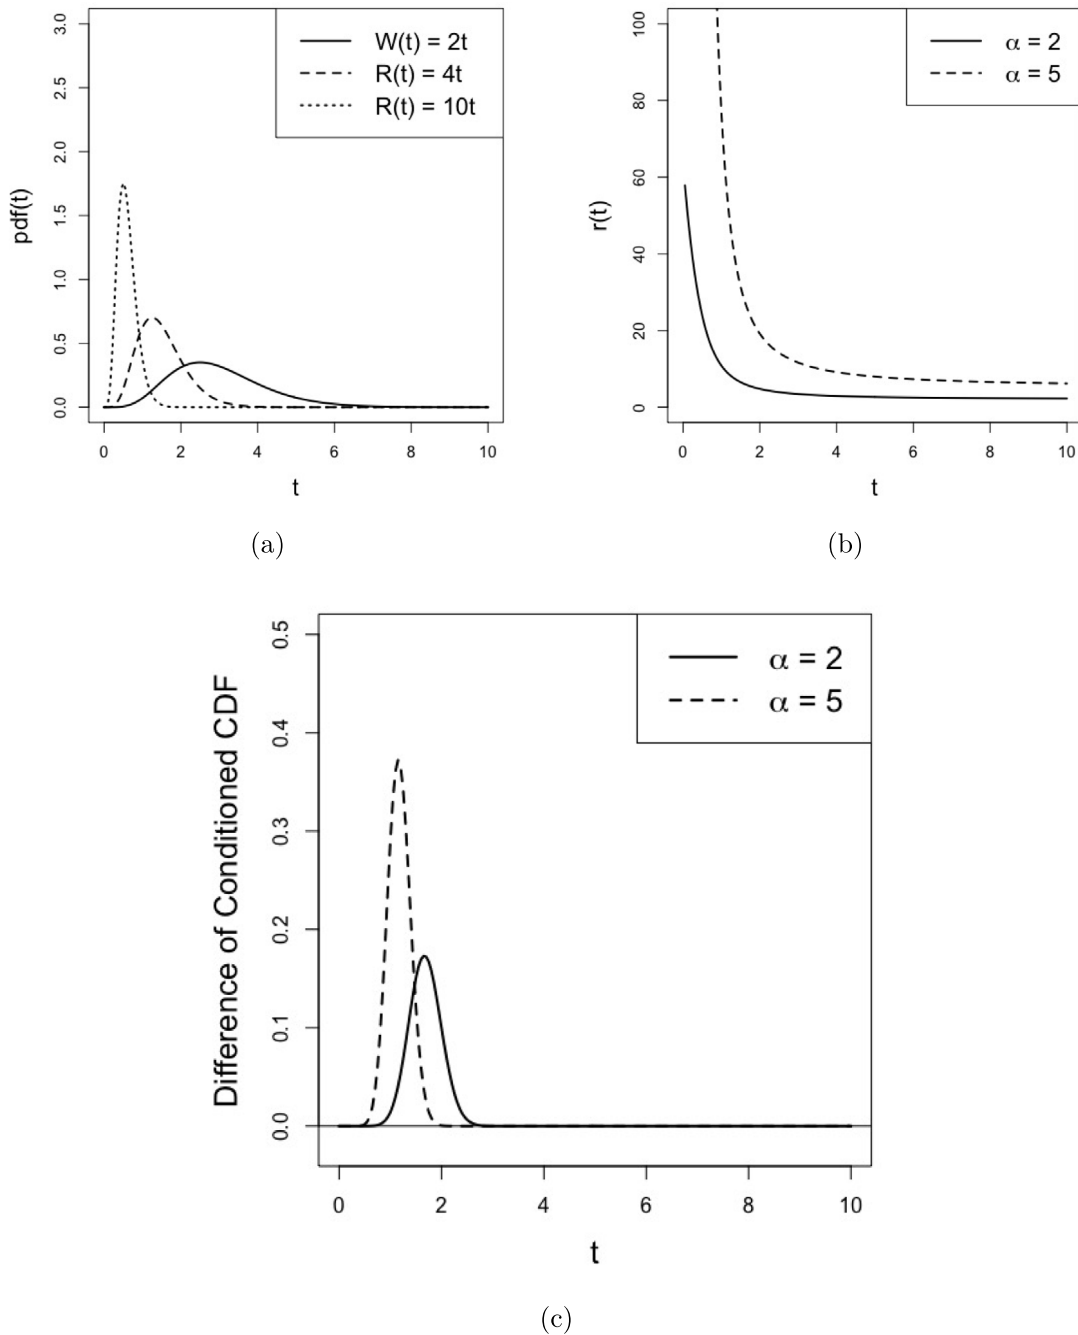 W(t) = 2t
R(t) = 4t
R(t) = 10t
pdf(t)
0.0 0.5 1.0 1.5 2.0 2.5 3.0
0 2 4 6 8 10
t
(a)
α = 2
α = 5
r(t)
0 20 40 60 80 100
0 2 4 6 8 10
t
(b)
α = 2
α = 5
Difference of Conditioned CDF
0.0 0.1 0.2 0.3 0.4 0.5
0 2 4 6 8 10
t
(c)